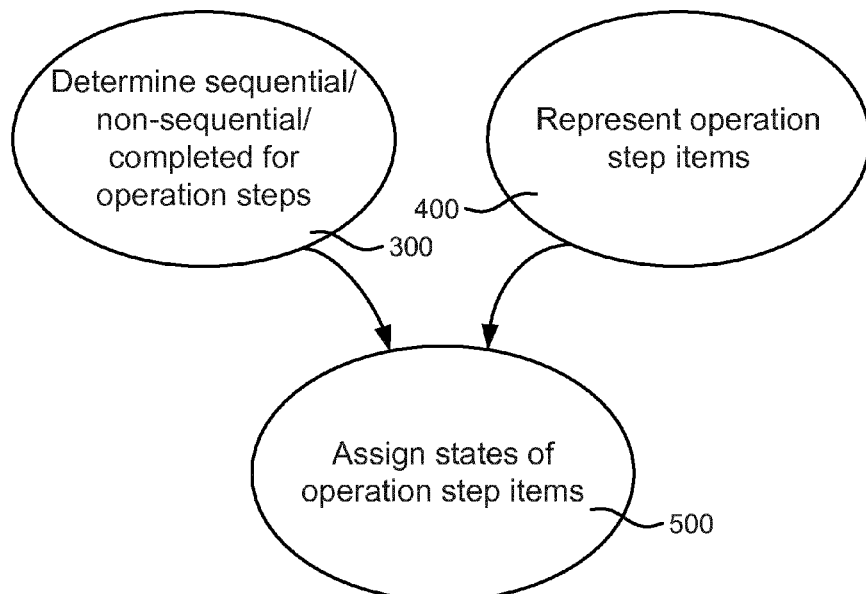 Determine sequential/
non-sequential/
completed for
operation steps
300
Represent operation
step items
400
Assign states of
operation step items
500